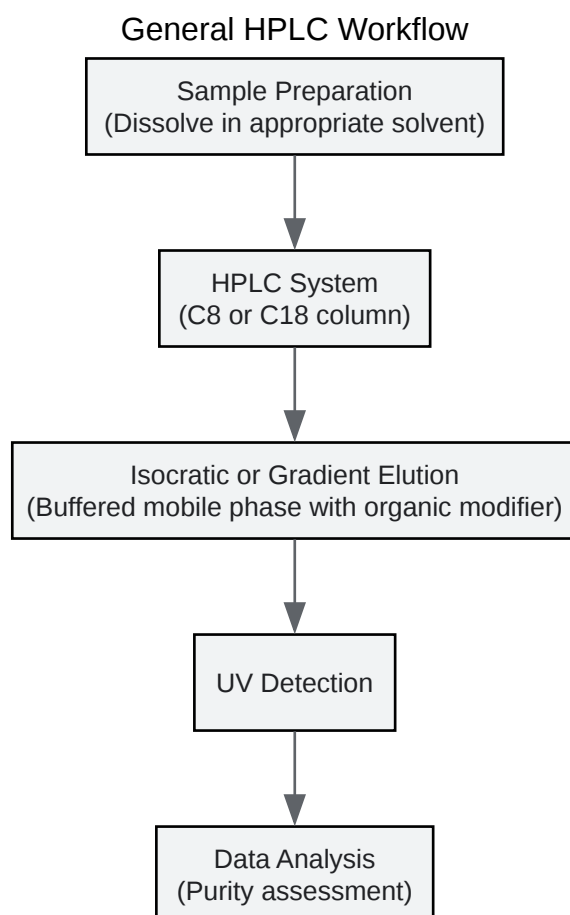 General HPLC Workflow
Sample Preparation
(Dissolve in appropriate solvent)
HPLC System
(C8 or C18 column)
Isocratic or Gradient Elution
(Buffered mobile phase with organic modifier)
UV Detection
Data Analysis
(Purity assessment)